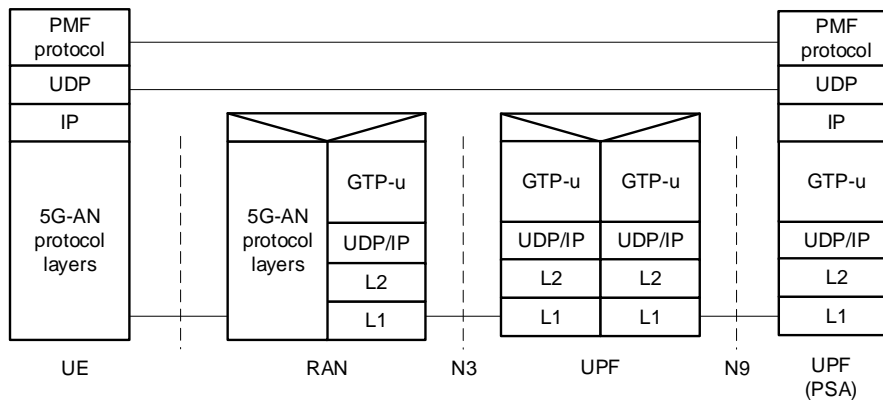 PMF
protocol
UDP
IP
5G-AN
protocol
layers
UE
5G-AN
protocol
layers
GTP-u
UDP/IP
L2
L1
RAN
N3
GTP-u
GTP-u
UDP/IP
UDP/IP
L2
L2
L1
L1
UPF
N9
PMF
protocol
UDP
IP
GTP-u
UDP/IP
L2
L1
UPF
(PSA)